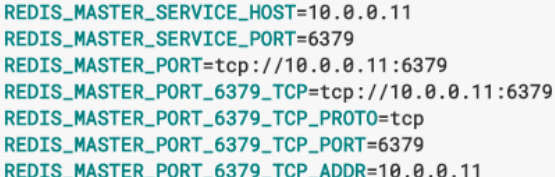 REDIS_MASTER_SERVICE_HOST=10.0.0.11
REDIS_MASTER_SERVICE_PORT=6379
REDIS_MASTER_PORT=tcp://10.0.0.11:6379
REDIS_MASTER_PORT_6379_TCP=tcp://10.0.0.11:6379
REDIS_MASTER_PORT_6379_TCP_PROTO=tcp
REDIS_MASTER_PORT_6379_TCP_PORT=6379
REDIS_MASTER_PORT_6379_TCP_ADDR=10.0.0.11